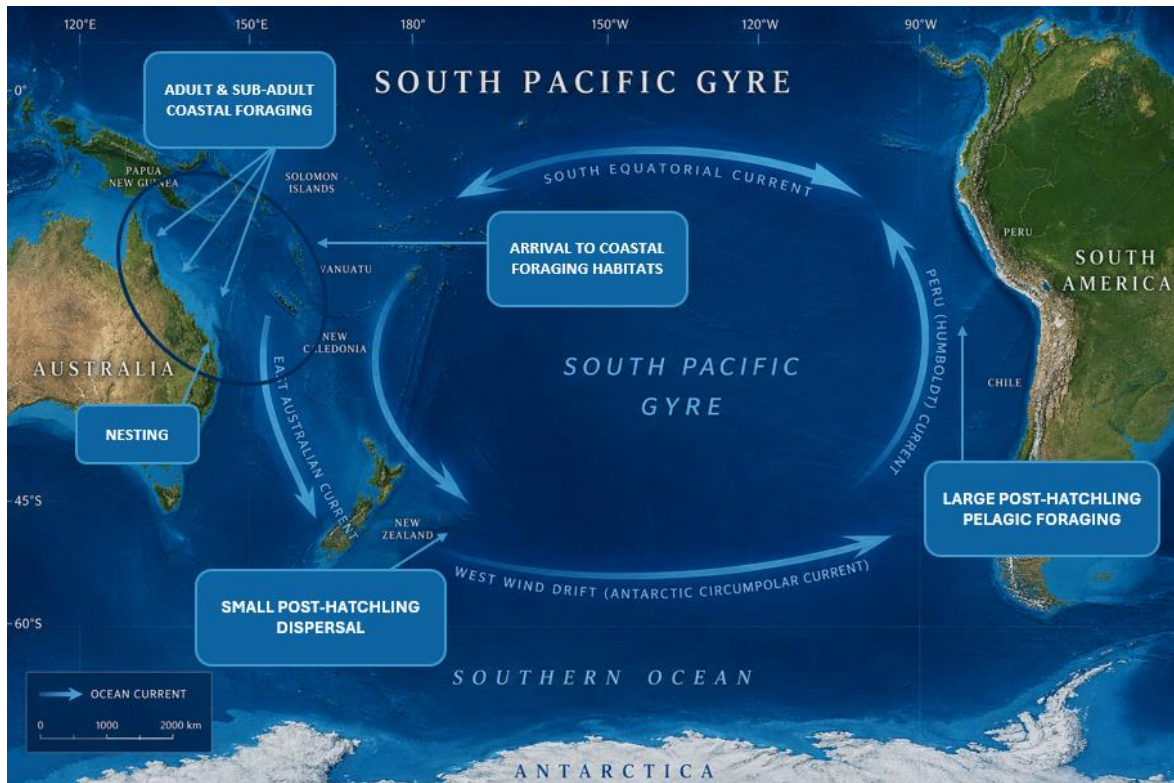 120°E
150°E
180°
150°W
120°W
90°W
SOUTH PACIFIC GYRE
ADULT & SUB-ADULT
COASTAL FORAGING
0°
PAPUA
NEW GUINEA
SOLOMON
ISLANDS
SOUTH EQUATORIAL CURRENT
ARRIVAL TO COASTAL
FORAGING HABITATS
VANUATU
PERU
SOUTH
AMERICA
NEW
CALEDONIA
AUSTRALIA
SOUTH PACIFIC
GYRE
EAST AUSTRALIAN CURRENT
PERU (HUMBOLDT) CURRENT
CHILE
NESTING
45°S
NEW
ZEALAND
LARGE POST-HATCHLING
PELAGIC FORAGING
WEST WIND DRIFT (ANTARCTIC CIRCUMPOLAR CURRENT)
SMALL POST-HATCHLING
DISPERSAL
60°S
SOUTHERN OCEAN
OCEAN CURRENT
0 1000 2000 km
ANTARCTICA